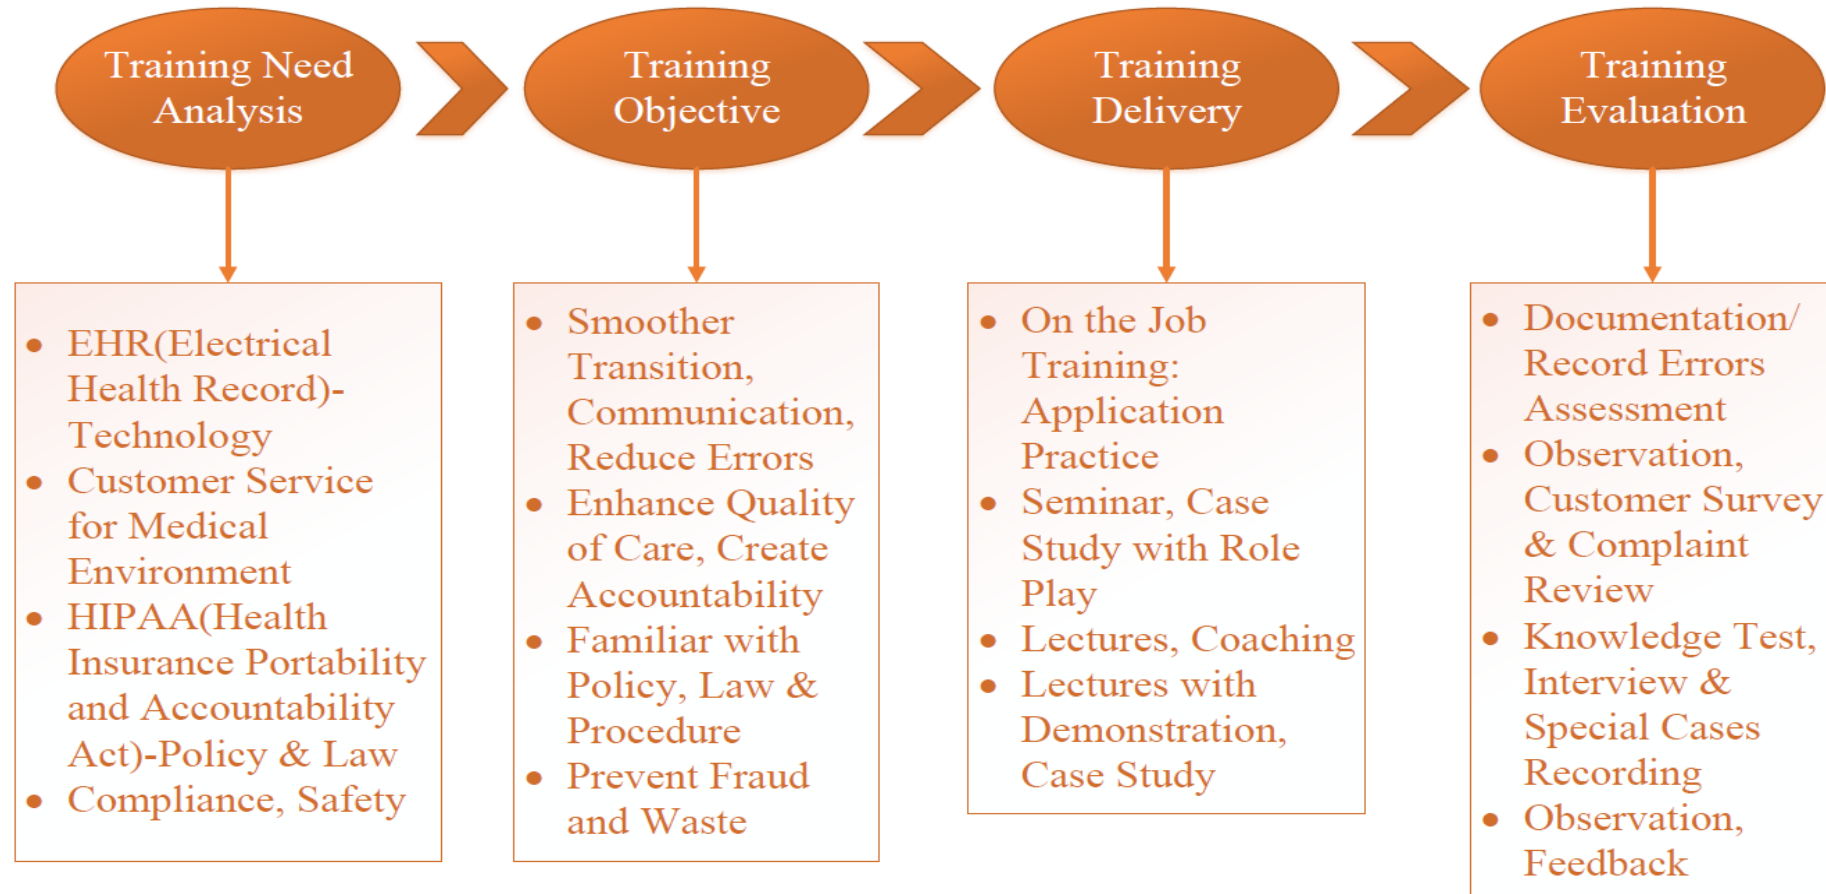 Training Need
Analysis
Training
Objective
Training
Delivery
Training
Evaluation
• EHR(Electrical
Health Record)-
Technology
• Customer Service
for Medical
Environment
• HIPAA(Health
Insurance Portability
and Accountability
Act)-Policy & Law
• Compliance, Safety
• Smoother
Transition,
Communication,
Reduce Errors
• Enhance Quality
of Care, Create
Accountability
• Familiar with
Policy, Law &
Procedure
• Prevent Fraud
and Waste
• On the Job
Training:
Application
Practice
• Seminar, Case
Study with Role
Play
• Lectures, Coaching
• Lectures with
Demonstration,
Case Study
• Documentation/
Record Errors
Assessment
• Observation,
Customer Survey
& Complaint
Review
• Knowledge Test,
Interview &
Special Cases
Recording
• Observation,
Feedback